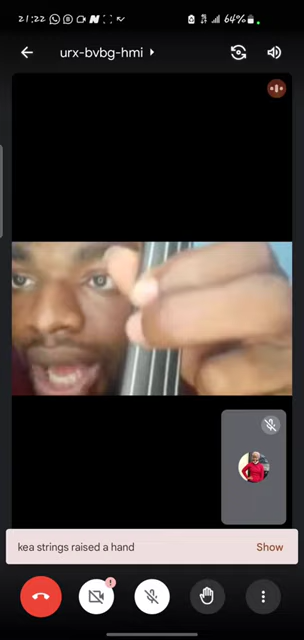 21:22
64%
urx-bvbg-hmi
kea strings raised a hand
Show